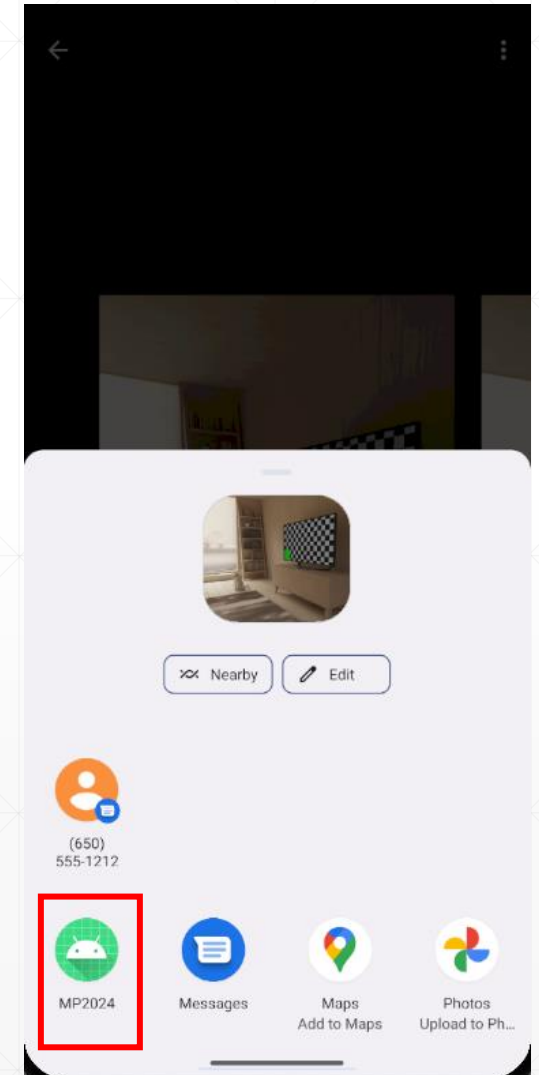 Nearby
Edit
(650)
555-1212
MP2024
Messages
Maps
Add to Maps
Photos
Upload to Ph...